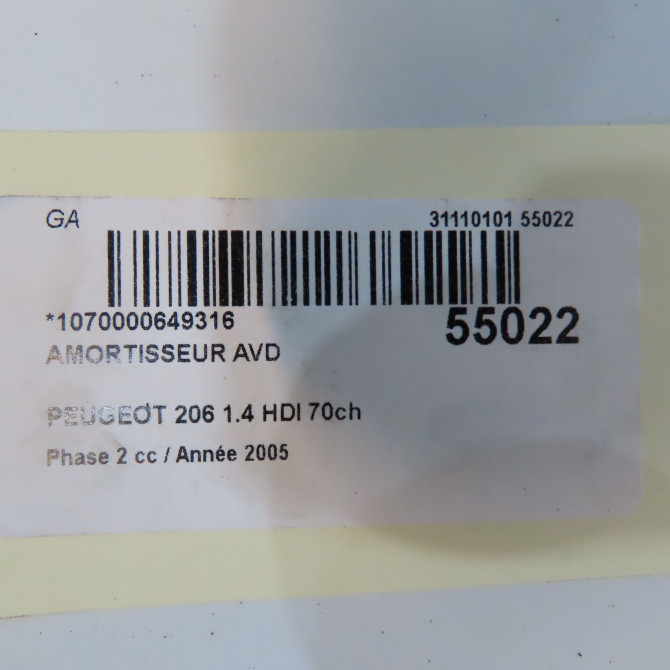 GA 31110101 55022
*1070000649316 55022
AMORTISSEUR AVD
PEUGEOT 206 1.4 HDI 70ch
Phase 2 cc / Année 2005